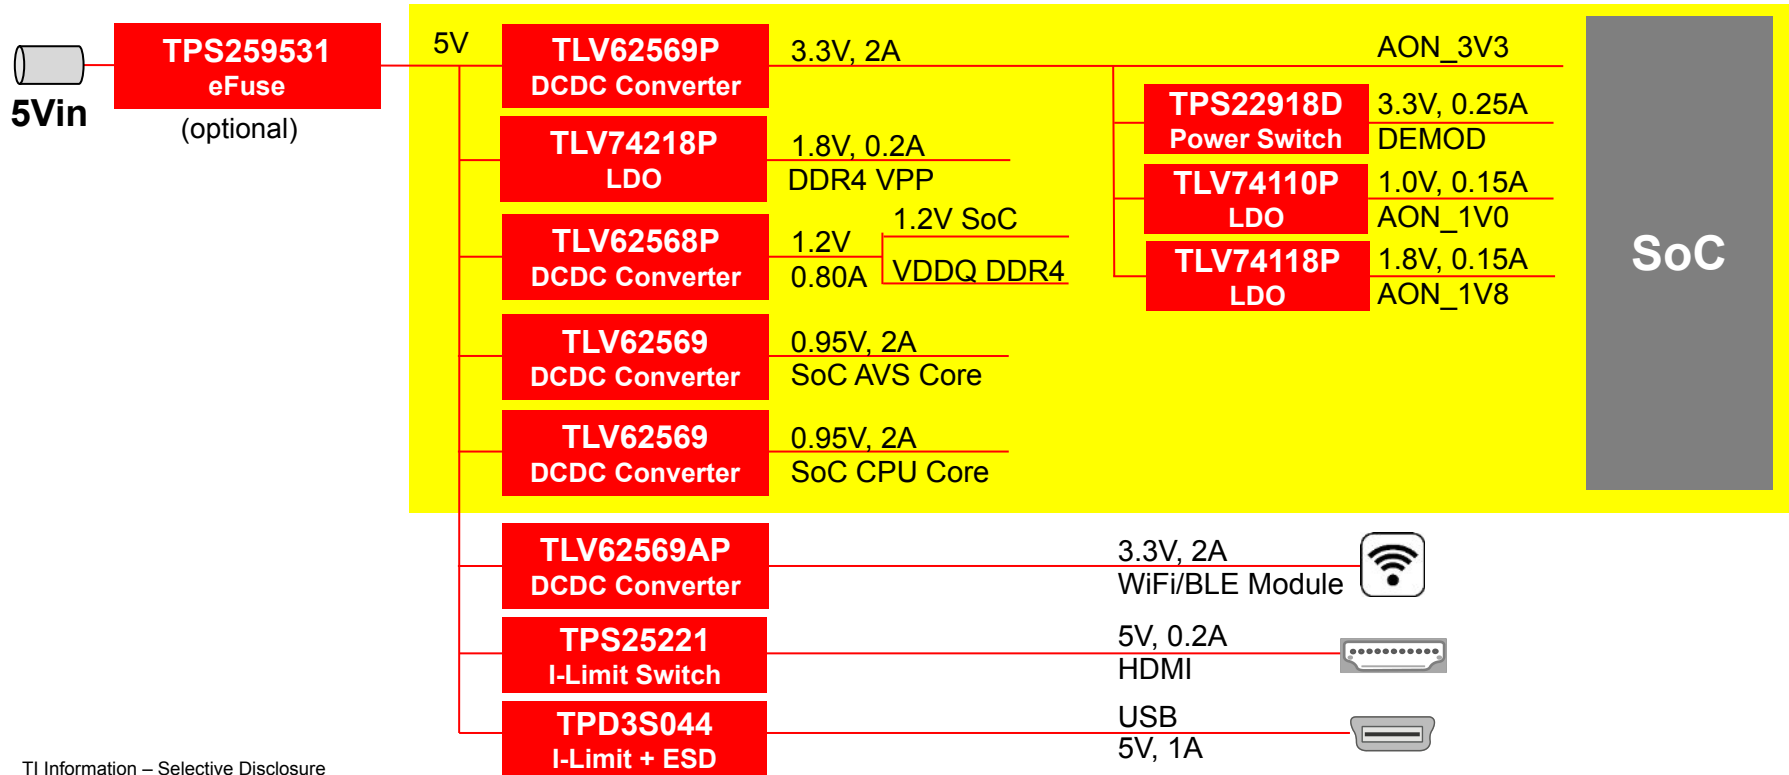 5Vin
TPS259531
eFuse
(optional)
5V
TLV62569P
DCDC Converter
3.3V, 2A
AON_3V3
TPS22918D
Power Switch
3.3V, 0.25A
DEMOD
TLV74218P
LDO
1.8V, 0.2A
DDR4 VPP
TLV74110P
LDO
1.0V, 0.15A
AON_1V0
TLV62568P
DCDC Converter
1.2V
0.80A
1.2V SoC
VDDQ DDR4
TLV74118P
LDO
1.8V, 0.15A
AON_1V8
SoC
TLV62569
DCDC Converter
0.95V, 2A
SoC AVS Core
TLV62569
DCDC Converter
0.95V, 2A
SoC CPU Core
TLV62569AP
DCDC Converter
3.3V, 2A
WiFi/BLE Module
TPS25221
I-Limit Switch
5V, 0.2A
HDMI
TPD3S044
I-Limit + ESD
USB
5V, 1A
TI Information – Selective Disclosure